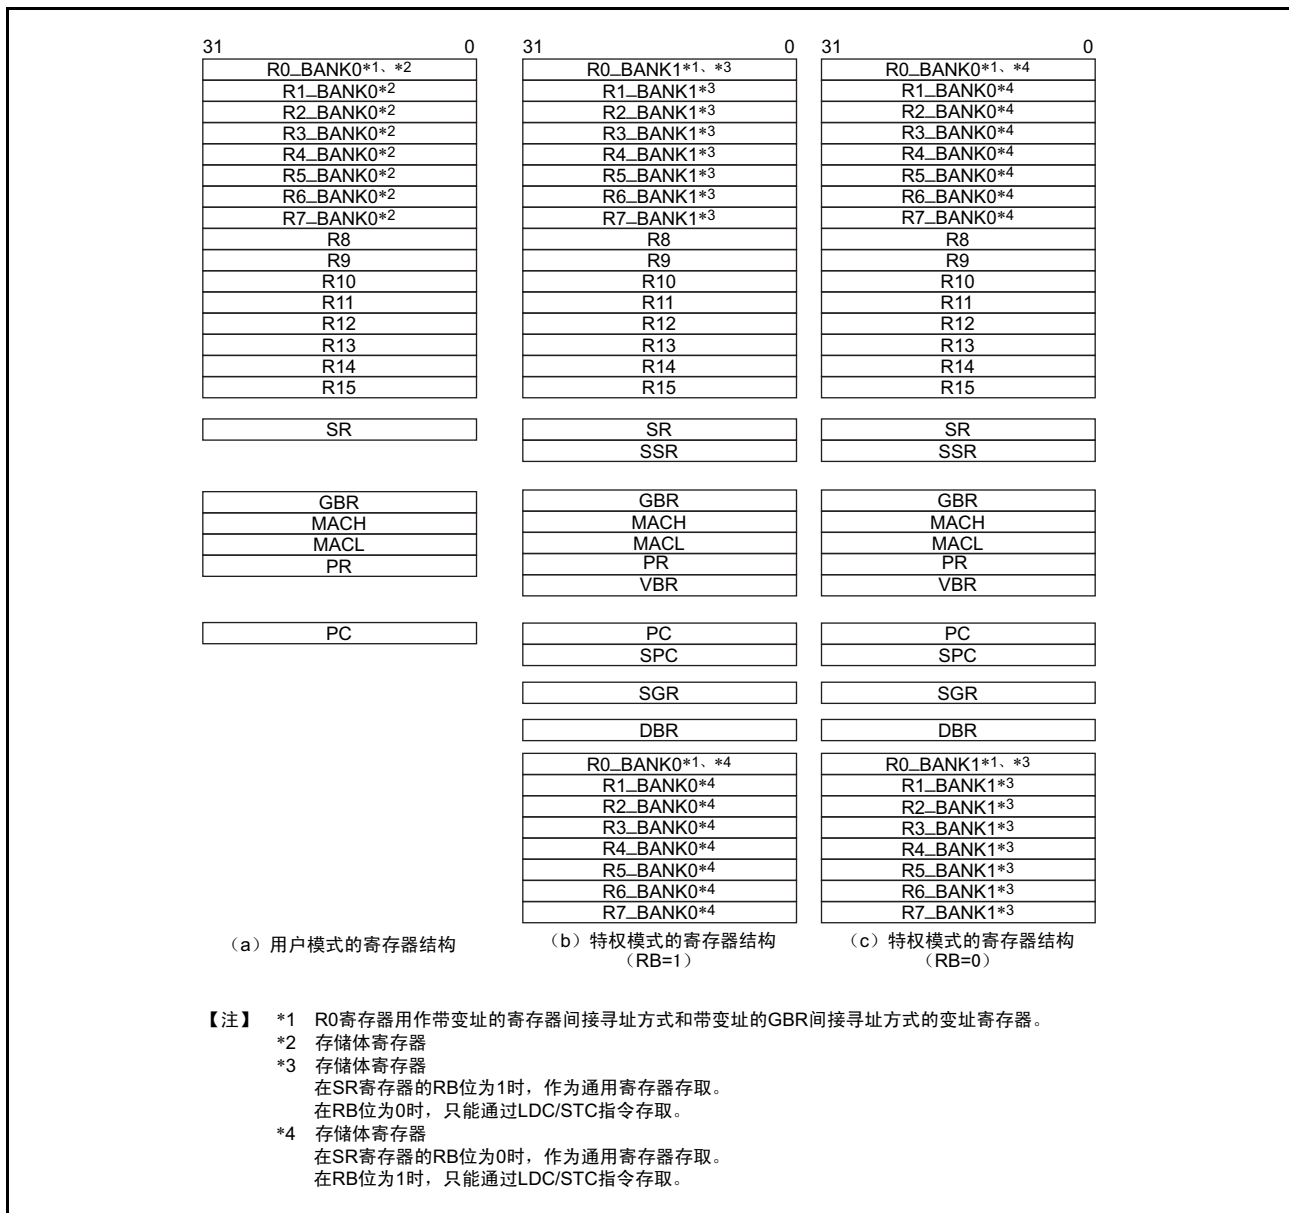 31 0 31 0 31 0
R0_BANK0*1、*2 R0_BANK1*1、*3 R0_BANK0*1、*4
R1_BANK0*2 R1_BANK1*3 R1_BANK0*4
R2_BANK0*2 R2_BANK1*3 R2_BANK0*4
R3_BANK0*2 R3_BANK1*3 R3_BANK0*4
R4_BANK0*2 R4_BANK1*3 R4_BANK0*4
R5_BANK0*2 R5_BANK1*3 R5_BANK0*4
R6_BANK0*2 R6_BANK1*3 R6_BANK0*4
R7_BANK0*2 R7_BANK1*3 R7_BANK0*4
R8 R8 R8
R9 R9 R9
R10 R10 R10
R11 R11 R11
R12 R12 R12
R13 R13 R13
R14 R14 R14
R15 R15 R15
SR SR SR
SSR SSR
GBR GBR GBR
MACH MACH MACH
MACL MACL MACL
PR PR PR
VBR VBR
PC PC PC
SPC SPC
SGR SGR
DBR DBR
R0_BANK0*1、*4 R0_BANK1*1、*3
R1_BANK0*4 R1_BANK1*3
R2_BANK0*4 R2_BANK1*3
R3_BANK0*4 R3_BANK1*3
R4_BANK0*4 R4_BANK1*3
R5_BANK0*4 R5_BANK1*3
R6_BANK0*4 R6_BANK1*3
R7_BANK0*4 R7_BANK1*3
（a）用户模式的寄存器结构 （b）特权模式的寄存器结构 （c）特权模式的寄存器结构
（RB=1） （RB=0）
【注】 *1 R0寄存器用作带变址的寄存器间接寻址方式和带变址的GBR间接寻址方式的变址寄存器。
*2 存储体寄存器
*3 存储体寄存器
在SR寄存器的RB位为1时，作为通用寄存器存取。
在RB位为0时，只能通过LDC/STC指令存取。
*4 存储体寄存器
在SR寄存器的RB位为0时，作为通用寄存器存取。
在RB位为1时，只能通过LDC/STC指令存取。